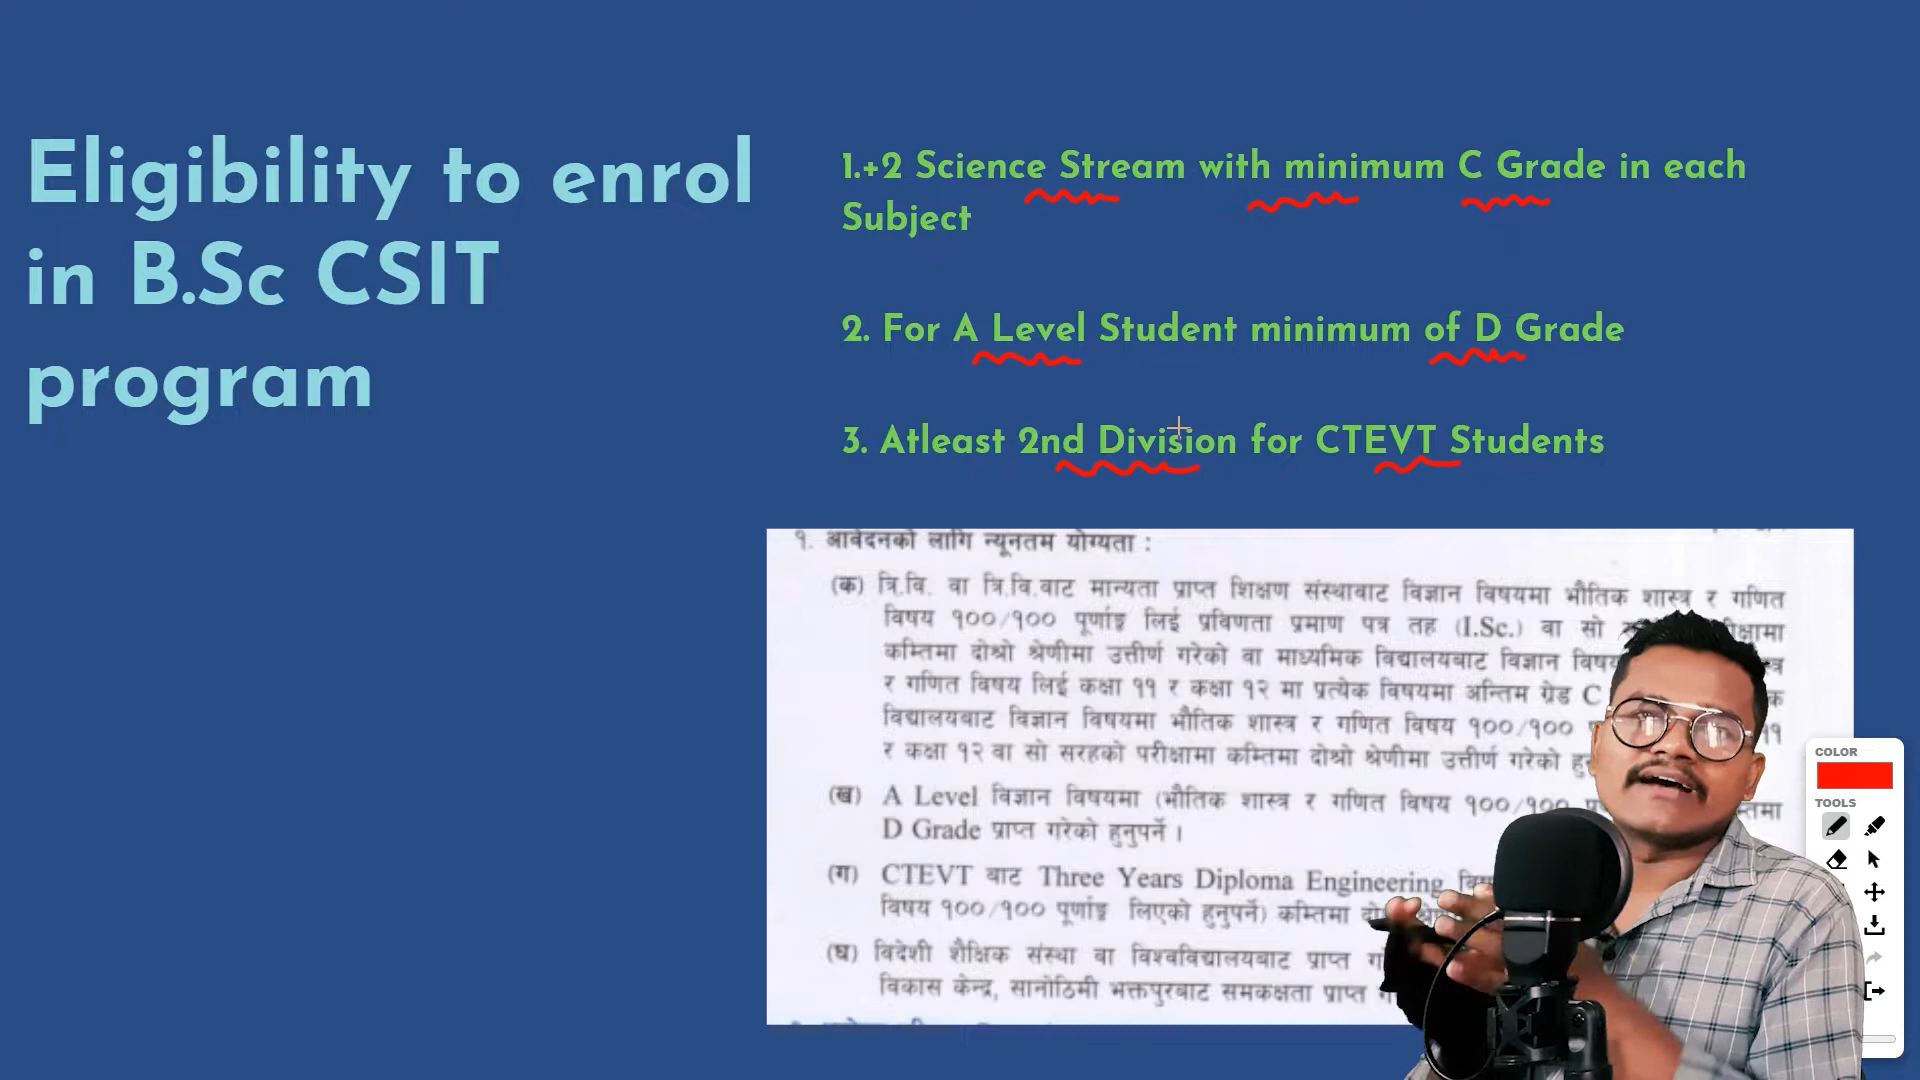 Eligibility to enrol
in B.Sc CSIT
program
1.+2 Science Stream with minimum C Grade in each
Subject
2. For A Level Student minimum of D Grade
3. Atleast 2nd Division for CTEVT Students
१. आवेदनको लागि न्यूनतम योग्यता :
(क) त्रि.वि. वा त्रि.वि.वाट मान्यता प्राप्त शिक्षण संस्थाबाट विज्ञान विषयमा भौतिक शास्त्र र गणित
विषय १००/१०० पूर्णाङ्क लिई प्रविणता प्रमाण पत्र तह (I.Sc.) वा सो
कम्तिमा दोश्रो श्रेणीमा उत्तीर्ण गरेको वा माध्यमिक विद्यालयबाट विज्ञान
र गणित विषय लिई कक्षा ११ र कक्षा १२ मा प्रत्येक विषयमा अन्तिम ग्रेड C
विद्यालयबाट विज्ञान विषयमा भौतिक शास्त्र र गणित विषय १००/१००
र कक्षा १२ वा सो सरहको परीक्षामा कम्तिमा दोश्रो श्रेणीमा उत्तीर्ण गरेको
(ख) A Level विज्ञान विषयमा (भौतिक शास्त्र र गणित विषय १००/१००
D Grade प्राप्त गरेको हुनुपर्ने ।
(ग) CTEVT बाट Three Years Diploma Engineering
विषय १००/१०० पूर्णाङ्क लिएको हुनुपर्ने) कम्तिमा
(घ) विदेशी शैक्षिक संस्था वा विश्वविद्यालयबाट प्राप्त
विकास केन्द्र, सानोठिमी भक्तपुरबाट समकक्षता प्राप्त
COLOR
TOOLS